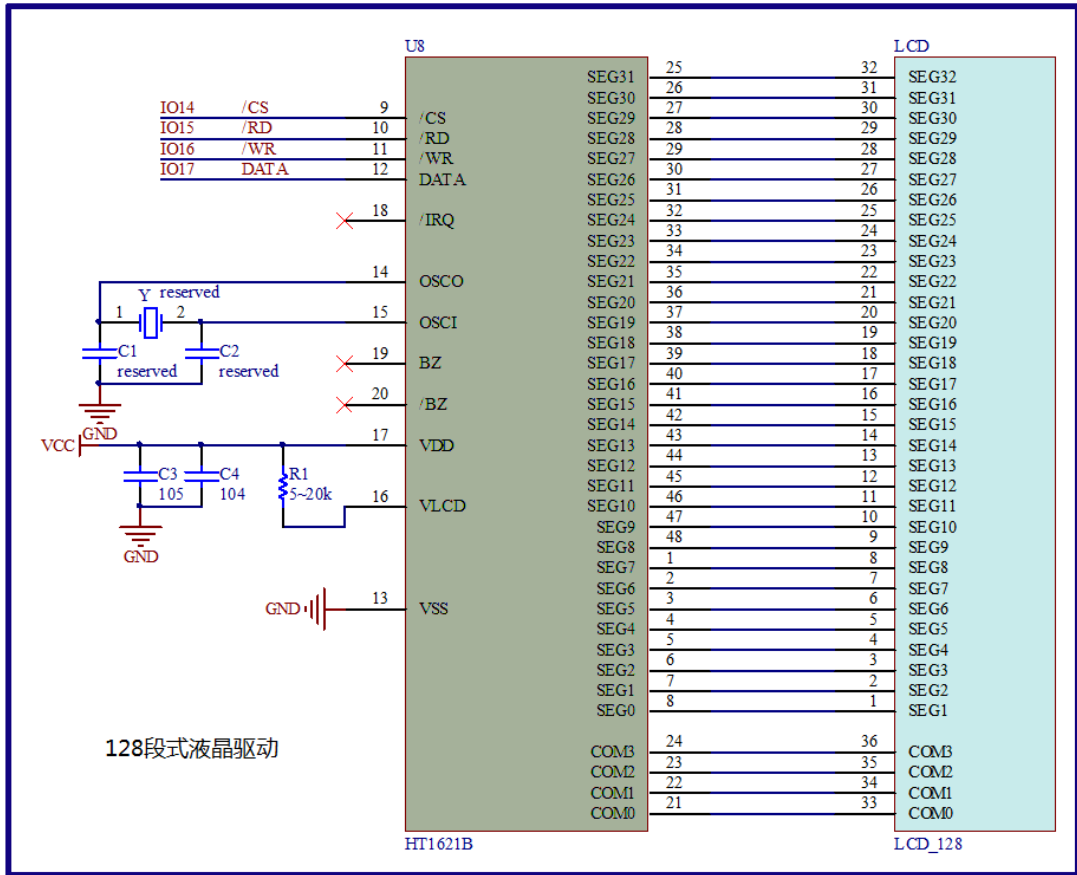 U8 LCD
SEG31 25 32 SEG32
SEG30 26 31 SEG31
IO14 /CS 9 /CS SEG29 27 30 SEG30
IO15 /RD 10 /RD SEG28 28 29 SEG29
IO16 /WR 11 /WR SEG27 29 28 SEG28
IO17 DATA 12 DATA SEG26 30 27 SEG27
SEG25 31 26 SEG26
18 /IRQ SEG24 32 25 SEG25
SEG23 33 24 SEG24
SEG22 34 23 SEG23
14 OSCO SEG21 35 22 SEG22
Y reserved SEG20 36 21 SEG21
1 2 15 OSCI SEG19 37 20 SEG20
C1 C2 SEG18 38 19 SEG19
reserved reserved 19 BZ SEG17 39 18 SEG18
SEG16 40 17 SEG17
20 /BZ SEG15 41 16 SEG16
GND SEG14 42 15 SEG15
VCC 17 VDD SEG13 43 14 SEG14
C3 C4 R1 SEG12 44 13 SEG13
105 104 5~20k SEG11 45 12 SEG12
16 VLCD SEG10 46 11 SEG11
SEG9 47 10 SEG10
GND SEG8 48 9 SEG9
SEG7 1 8 SEG8
SEG6 2 7 SEG7
GND 13 VSS SEG5 3 6 SEG6
SEG4 4 5 SEG5
SEG3 5 4 SEG4
SEG2 6 3 SEG3
SEG1 7 2 SEG2
SEG0 8 1 SEG1
128段式液晶驱动
COM3 24 36 COM3
COM2 23 35 COM2
COM1 22 34 COM1
COM0 21 33 COM0
HT1621B LCD_128